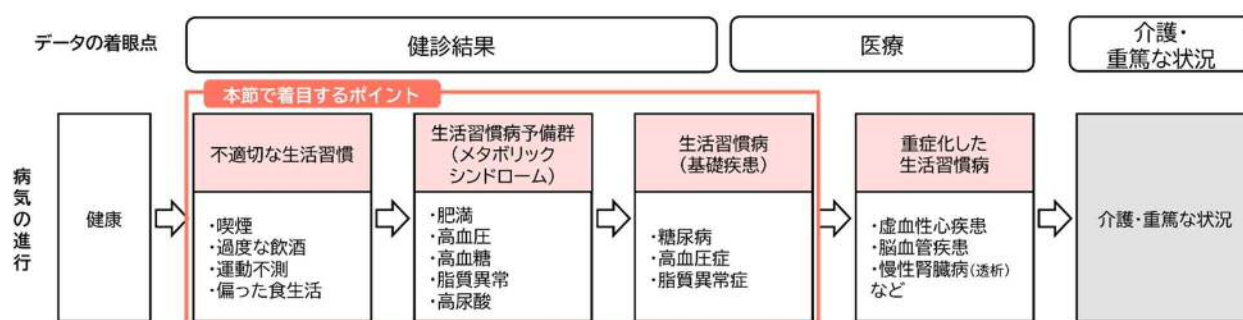 データの着眼点
健診結果
医療
介護・
重篤な状況
本節で着目するポイント
病気の進行
健康
不適切な生活習慣
・喫煙
・過度な飲酒
・運動不測
・偏った食生活
生活習慣病予備群
(メタボリック
シンドローム)
・肥満
・高血圧
・高血糖
・脂質異常
・高尿酸
生活習慣病
(基礎疾患)
・糖尿病
・高血圧症
・脂質異常症
重症化した
生活習慣病
・虚血性心疾患
・脳血管疾患
・慢性腎臓病(透析)
など
介護・重篤な状況